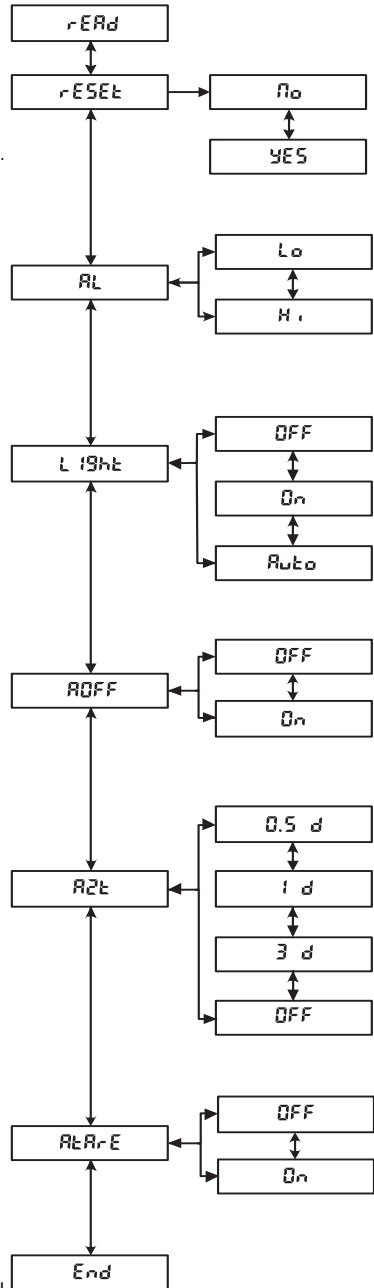 rEAd
rESEt
No
YES
AL
Lo
Hi
LIght
OFF
On
Auto
AOFF
OFF
On
A2t
0.5 d
1 d
3 d
OFF
AtArE
OFF
On
End